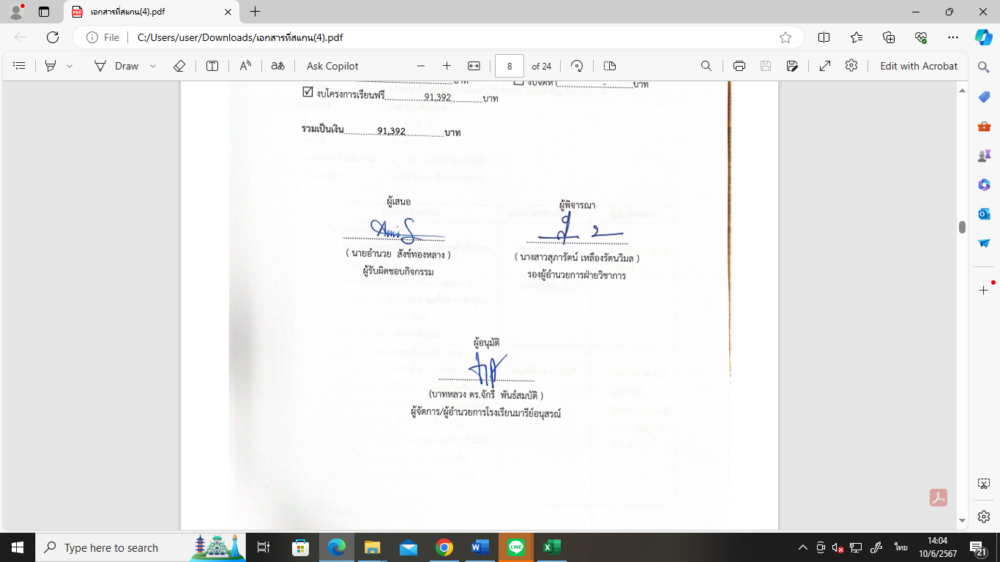 เอกสารที่สแกน(4).pdf
File
C:/Users/user/Downloads/เอกสารที่สแกน(4).pdf
Draw
Ask Copilot
8 of 24
Edit with Acrobat
บาท
งบจัดหา - บาท
งบโครงการเรียนฟรี 91,392 บาท
รวมเป็นเงิน 91,392 บาท
ผู้เสนอ
ผู้พิจารณา
( นายอำนวย สังข์ทองหลาง )
( นางสาวสุภารัตน์ เหลืองรัตนวิมล )
ผู้รับผิดชอบกิจกรรม
รองผู้อำนวยการฝ่ายวิชาการ
ผู้อนุมัติ
(บาทหลวง ดร.จักรี พันธ์สมบัติ )
ผู้จัดการ/ผู้อำนวยการโรงเรียนมารีย์อนุสรณ์
Type here to search
LINE
ไทย
14:04
10/6/2567
21